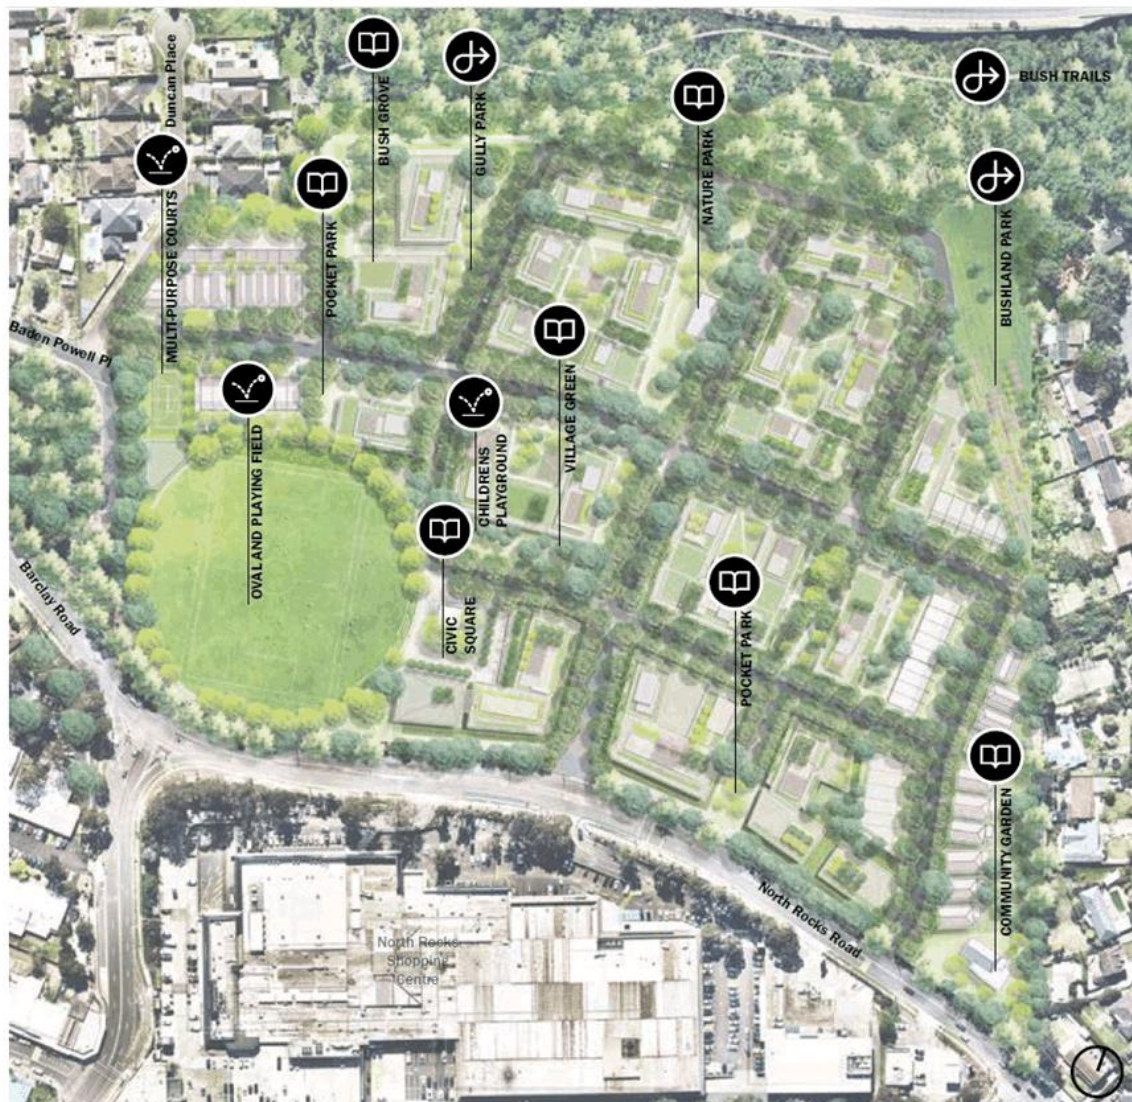 Duncan Place
BUSH GROVE
GULLY PARK
BUSH TRAILS
NATURE PARK
MULTI-PURPOSE COURTS
POCKET PARK
BUSHLAND PARK
Baden Powell Pl
OVAL AND PLAYING FIELD
CHILDRENS
PLAYGROUND
VILLAGE GREEN
CIVIC
SQUARE
Barclay Road
POCKET PARK
COMMUNITY GARDEN
North Rocks Road
North Rocks
Shopping
Centre